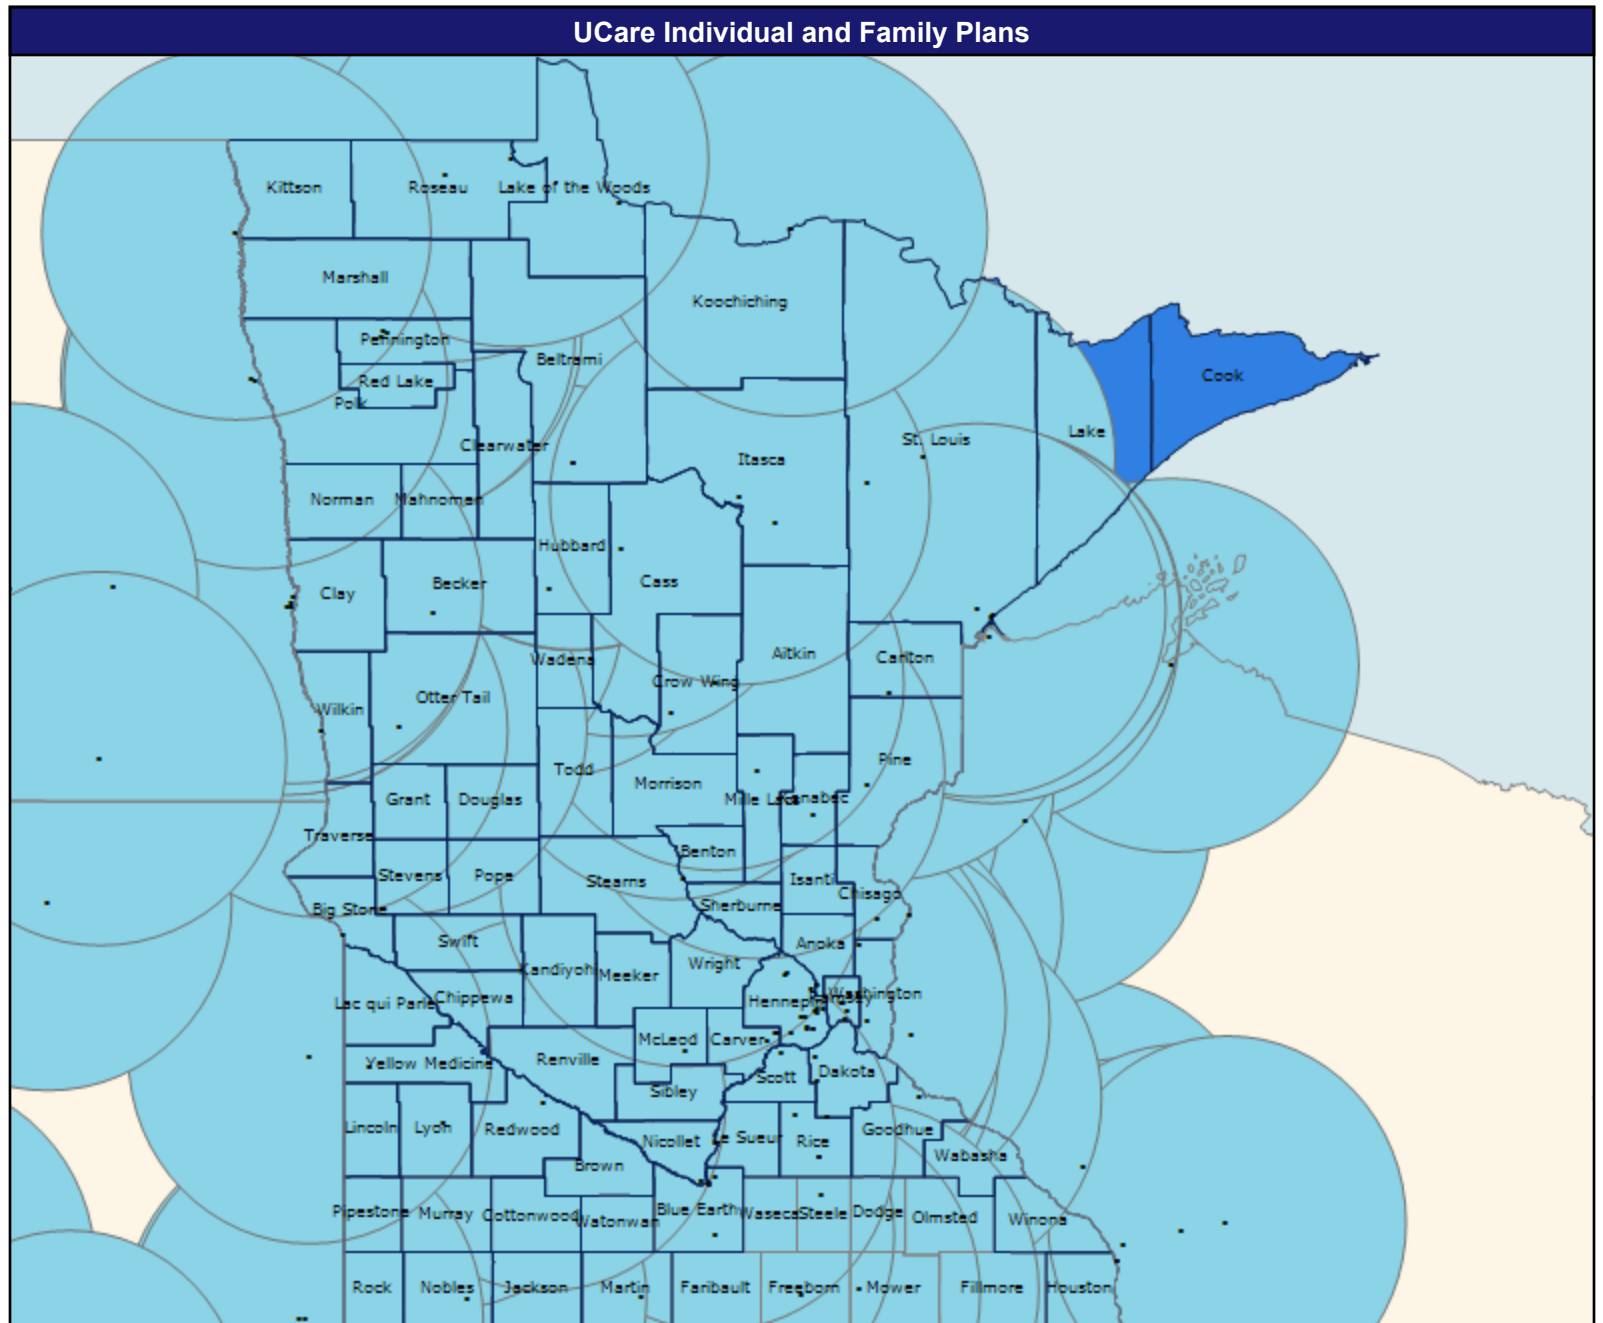 UCare Individual and Family Plans
Kittson
Roseau
Lake of the Woods
Marshall
Koochiching
Pennington
Beltrami
Red Lake
Polk
Cook
Lake
St. Louis
Clearwater
Itasca
Norman
Mahnomen
Hubbard
Cass
Clay
Becker
Wadena
Aitkin
Carlton
Crow Wing
Otter Tail
Wilkin
Pine
Todd
Morrison
Grant
Douglas
Mille Lacs
Kanabec
Traverse
Benton
Stevens
Pope
Stearns
Isanti
Chisago
Sherburne
Big Stone
Swift
Anoka
Wright
Kandiyohi
Meeker
Lac qui Parle
Chippewa
Hennepin
Ramsey
Washington
McLeod
Carver
Renville
Yellow Medicine
Scott
Dakota
Sibley
Lincoln
Lyon
Redwood
Nicollet
Le Sueur
Rice
Goodhue
Wabasha
Brown
Pipestone
Murray
Cottonwood
Watonwan
Blue Earth
Waseca
Steele
Dodge
Olmsted
Winona
Rock
Nobles
Jackson
Martin
Faribault
Freeborn
Mower
Fillmore
Houston